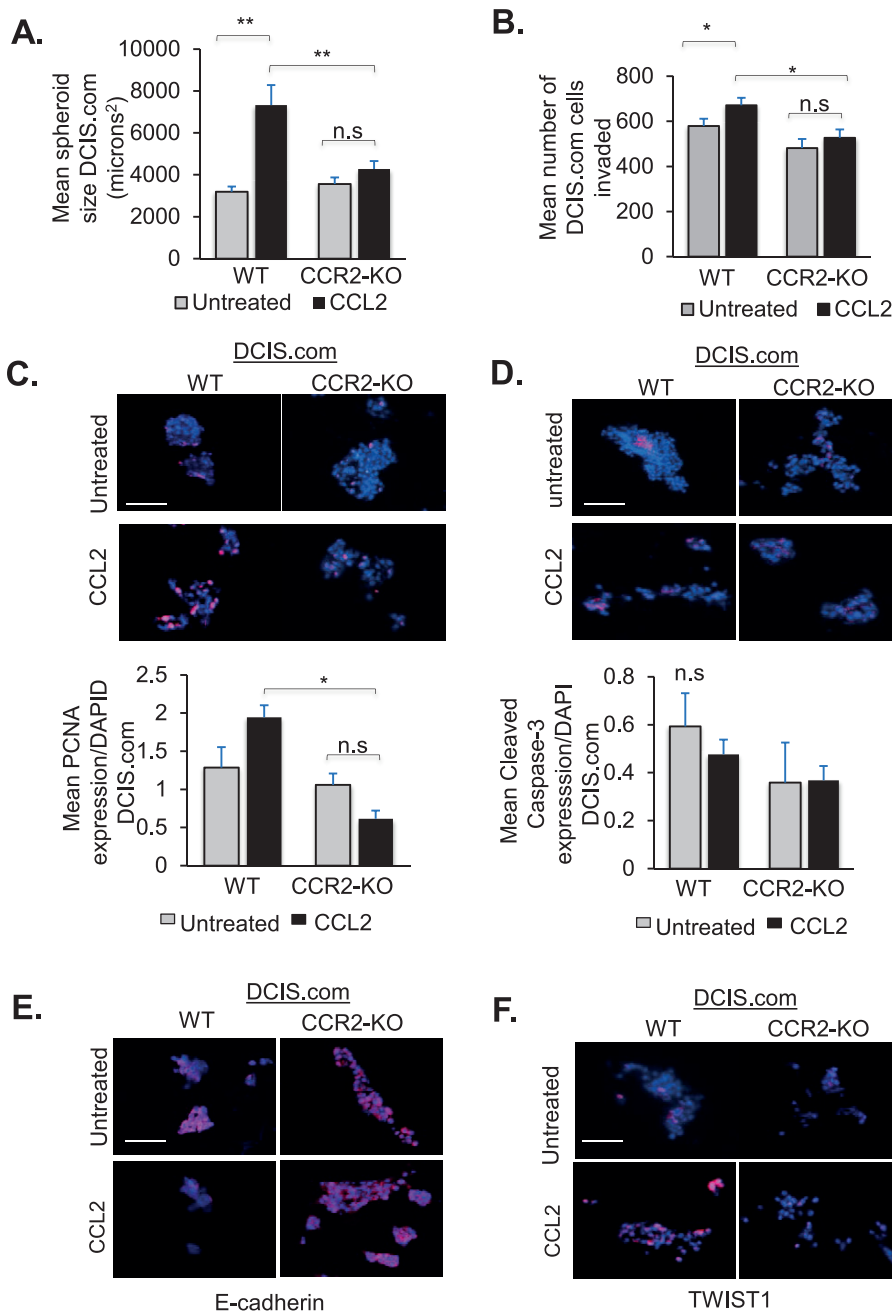 A.
**
**
n.s
Mean spheroid
size DCIS.com
(microns2)
10000
8000
6000
4000
2000
0
WT
CCR2-KO
Untreated
CCL2
B.
*
*
n.s
Mean number of
DCIS.com cells
invaded
800
600
400
200
0
WT
CCR2-KO
Untreated
CCL2
C.
DCIS.com
WT
CCR2-KO
Untreated
CCL2
Mean PCNA
expression/DAPID
DCIS.com
2.5
2
1.5
1
0.5
0
*
n.s
WT
CCR2-KO
Untreated
CCL2
D.
DCIS.com
WT
CCR2-KO
untreated
CCL2
Mean Cleaved
Caspase-3
expresssion/DAPI
DCIS.com
0.8
0.6
0.4
0.2
0
n.s
WT
CCR2-KO
Untreated
CCL2
E.
DCIS.com
WT
CCR2-KO
Untreated
CCL2
E-cadherin
F.
DCIS.com
WT
CCR2-KO
Untreated
CCL2
TWIST1